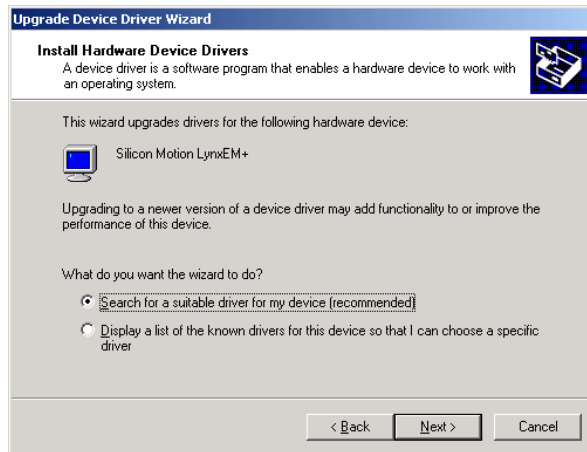 Upgrade Device Driver Wizard
Install Hardware Device Drivers
A device driver is a software program that enables a hardware device to work with
an operating system.
This wizard upgrades drivers for the following hardware device:
Silicon Motion LynxEM+
Upgrading to a newer version of a device driver may add functionality to or improve the
performance of this device.
What do you want the wizard to do?
Search for a suitable driver for my device (recommended)
Display a list of the known drivers for this device so that I can choose a specific
driver
< Back Next > Cancel